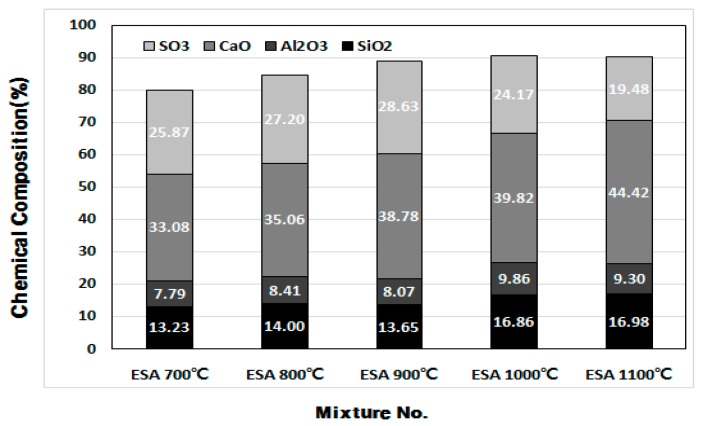 100
90
80
70
60
50
40
30
20
10
0
Chemical Composition(%)
SO3 CaO Al2O3 SiO2
25.87 27.20 28.63 24.17 19.48
33.08 35.06 38.78 39.82 44.42
7.79 8.41 8.07 9.86 9.30
13.23 14.00 13.65 16.86 16.98
ESA 700℃ ESA 800℃ ESA 900℃ ESA 1000℃ ESA 1100℃
Mixture No.